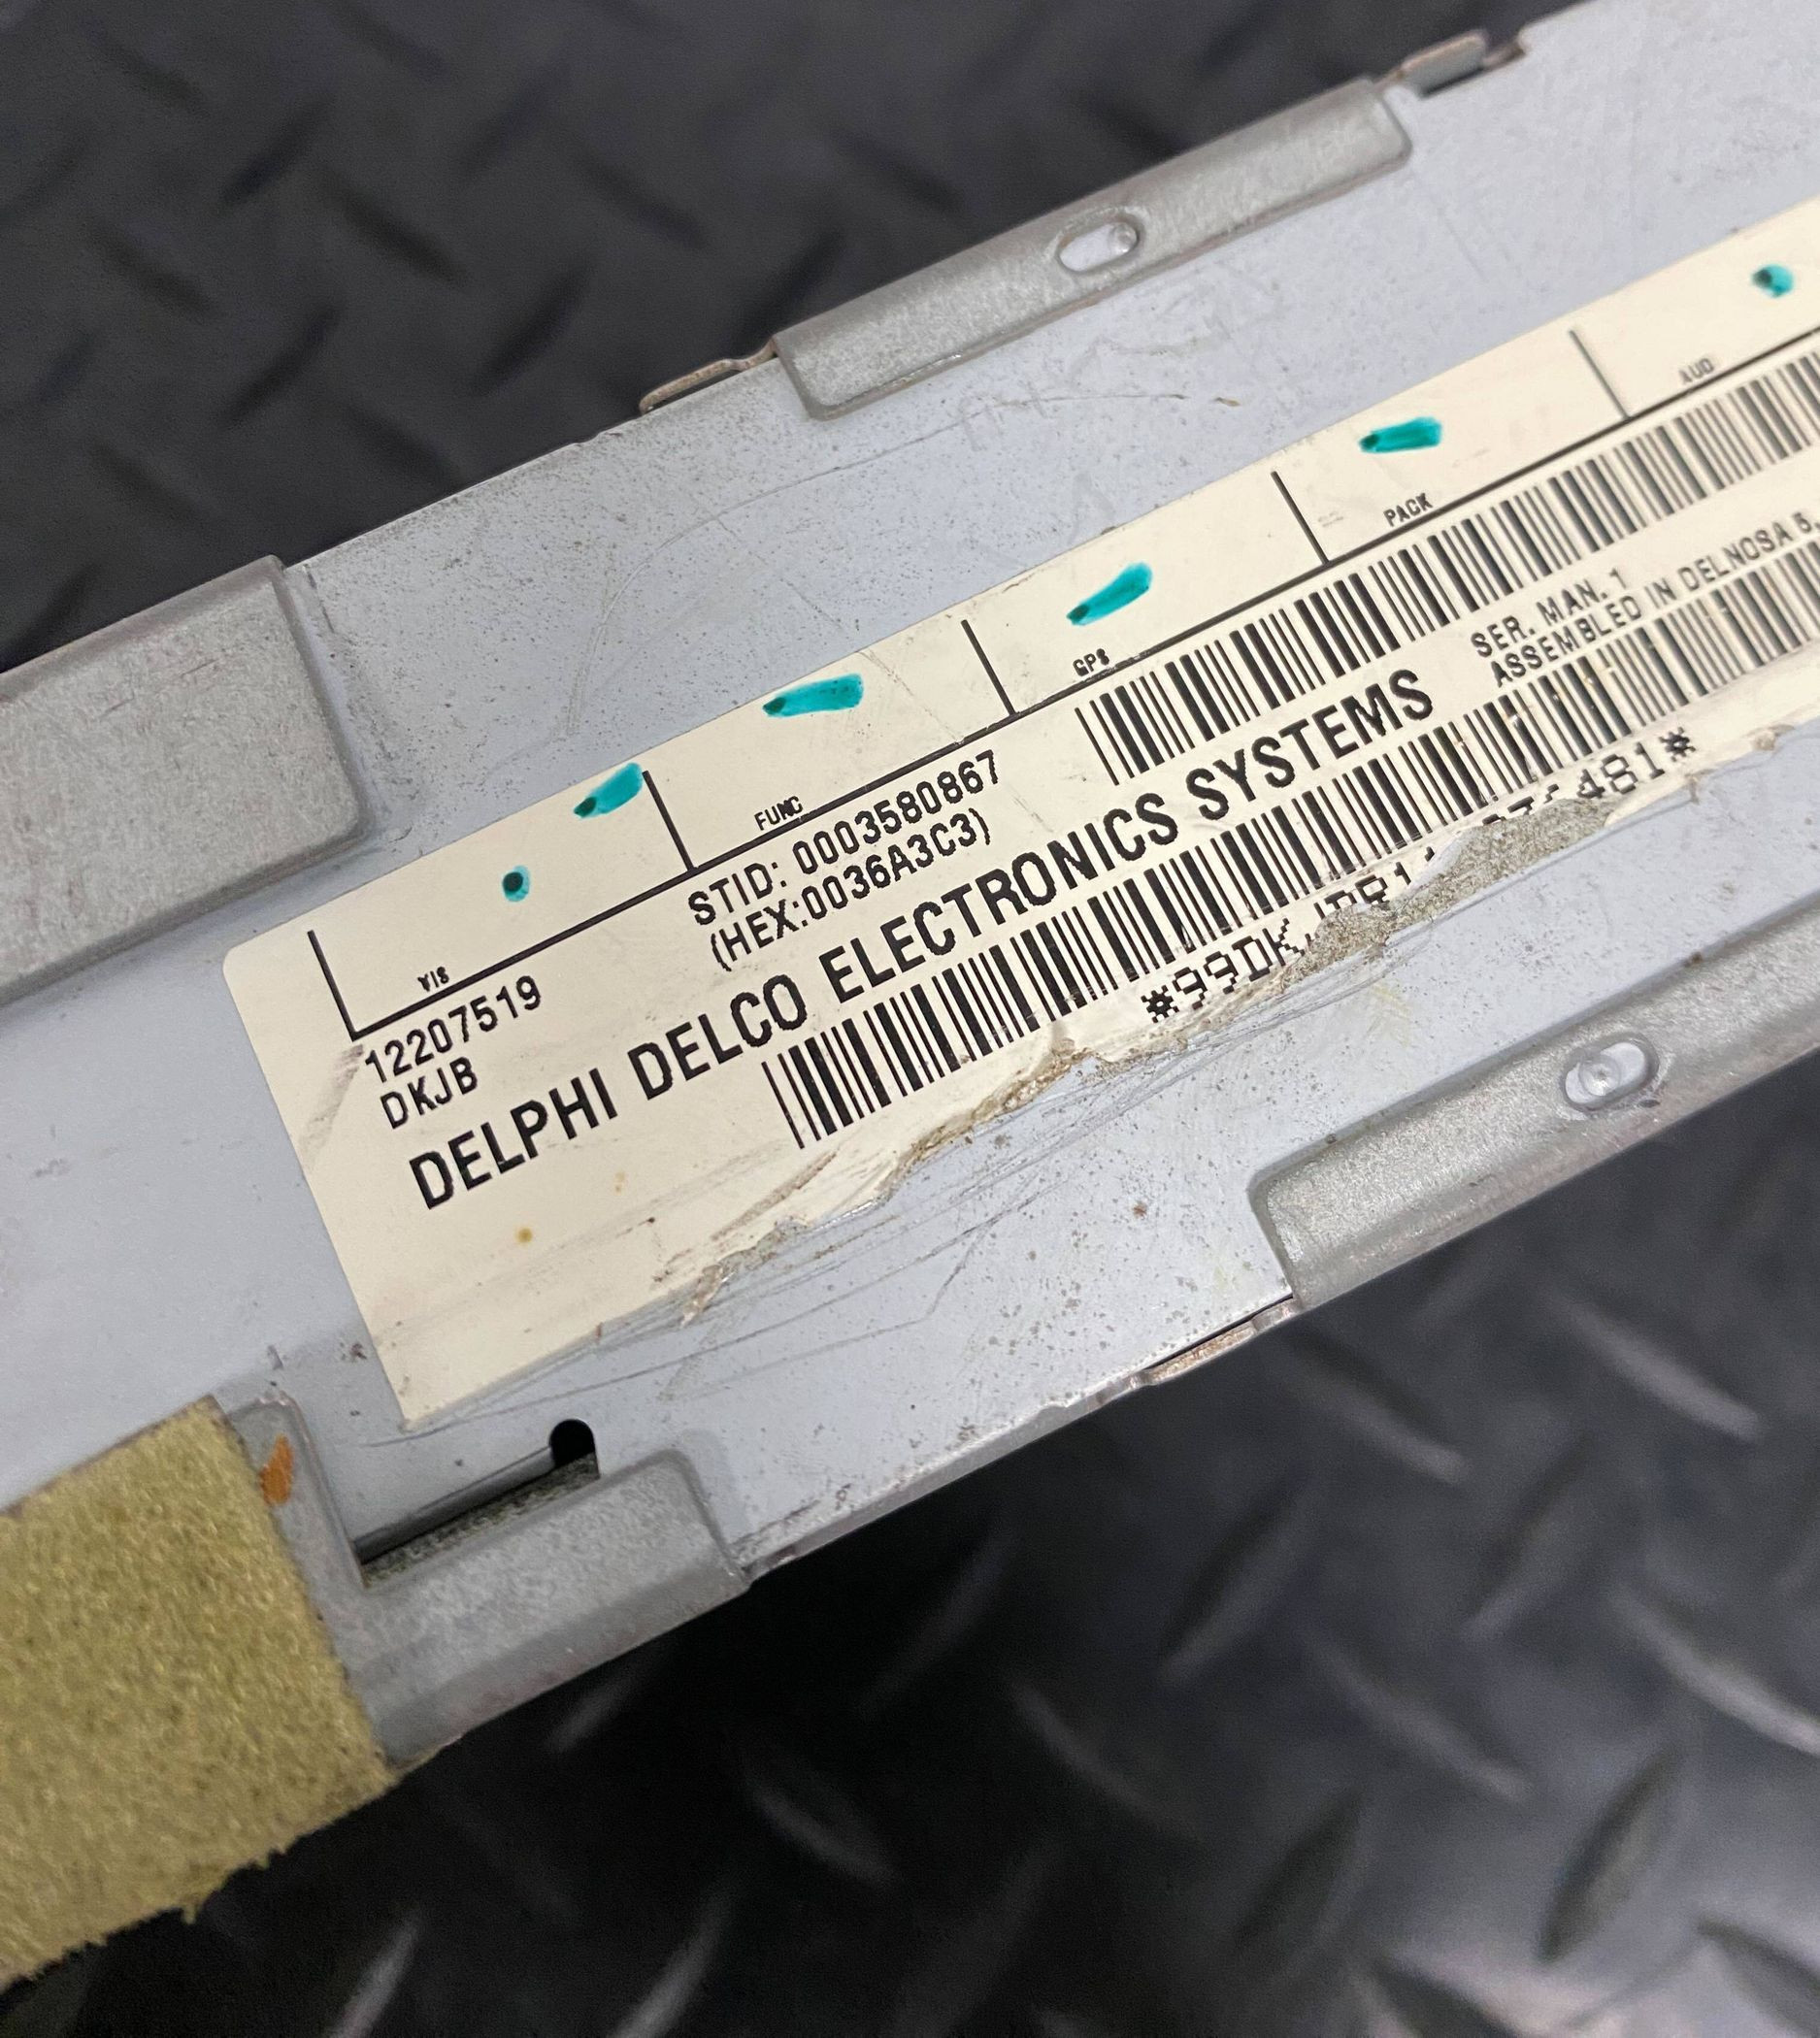 VIS FUNC GPS PACK AUD
12207519 STID: 0003580867
DKJB (HEX:0036A3C3)
DELPHI DELCO ELECTRONICS SYSTEMS
SER. MAN. 1
ASSEMBLED IN DELNOSA 5,